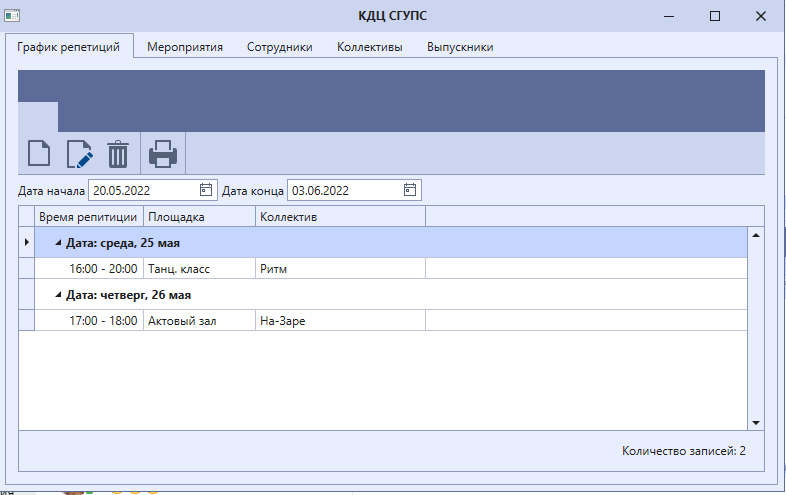 КДЦ СГУПС
График репетиций Мероприятия Сотрудники Коллективы Выпускники
Дата начала 20.05.2022 Дата конца 03.06.2022
Время репитиции Площадка Коллектив
Дата: среда, 25 мая
16:00 - 20:00 Танц. класс Ритм
Дата: четверг, 26 мая
17:00 - 18:00 Актовый зал На-Заре
Количество записей: 2